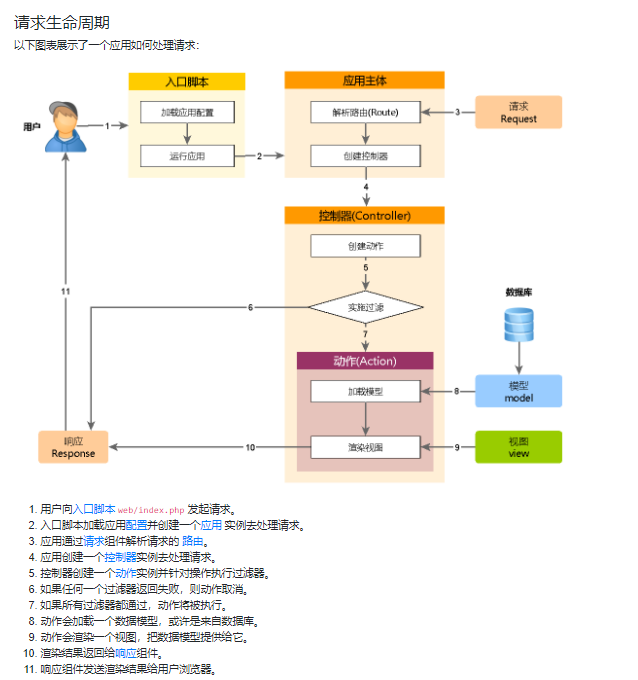 请求生命周期
以下图表展示了一个应用如何处理请求：
入口脚本
应用主体
加载应用配置
解析路由(Route)
3
请求
Request
用户
1
运行应用
2
创建控制器
4
控制器(Controller)
创建动作
5
11
6
实施过滤
数据库
7
动作(Action)
加载模型
8
模型
model
响应
Response
10
渲染视图
9
视图
view
1. 用户向入口脚本 web/index.php 发起请求。
2. 入口脚本加载应用配置并创建一个应用 实例去处理请求。
3. 应用通过请求组件解析请求的 路由。
4. 应用创建一个控制器实例去处理请求。
5. 控制器创建一个动作实例并针对操作执行过滤器。
6. 如果任何一个过滤器返回失败，则动作取消。
7. 如果所有过滤器都通过，动作将被执行。
8. 动作会加载一个数据模型，或许是来自数据库。
9. 动作会渲染一个视图，把数据模型提供给它。
10. 渲染结果返回给响应组件。
11. 响应组件发送渲染结果给用户浏览器。